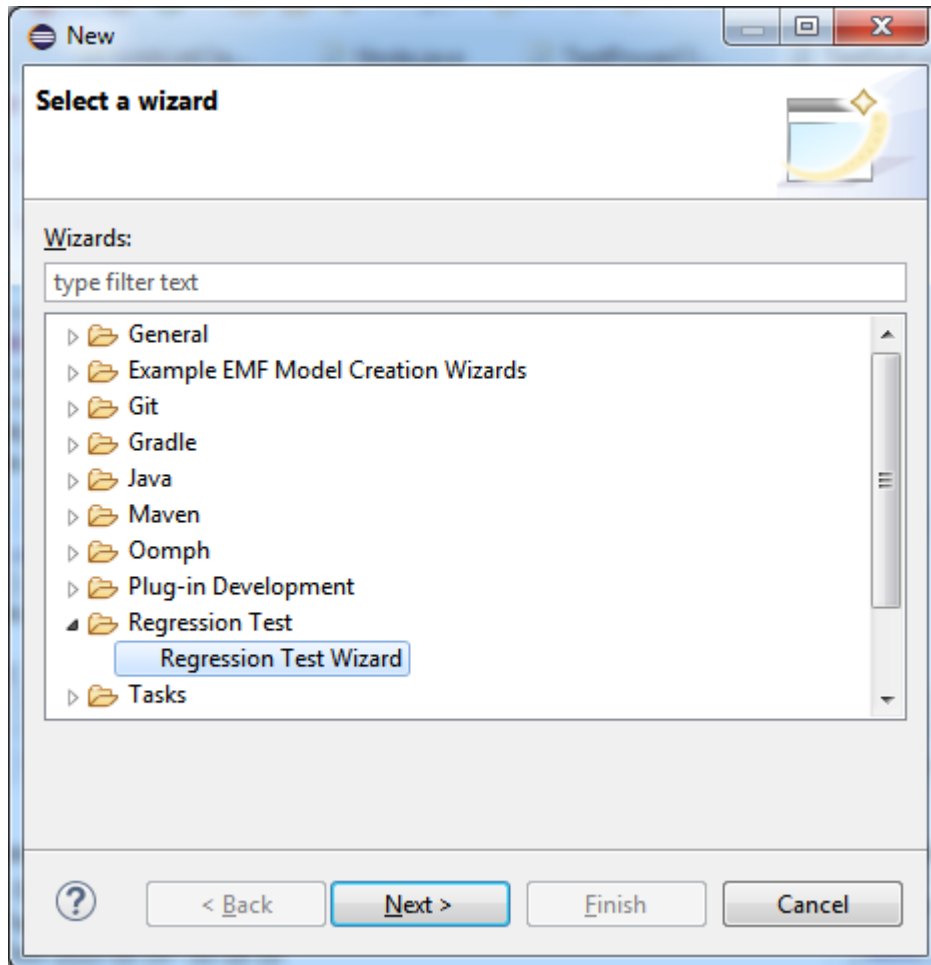 New
Select a wizard
Wizards:
type filter text
General
Example EMF Model Creation Wizards
Git
Gradle
Java
Maven
Oomph
Plug-in Development
Regression Test
Regression Test Wizard
Tasks
? < Back Next > Finish Cancel